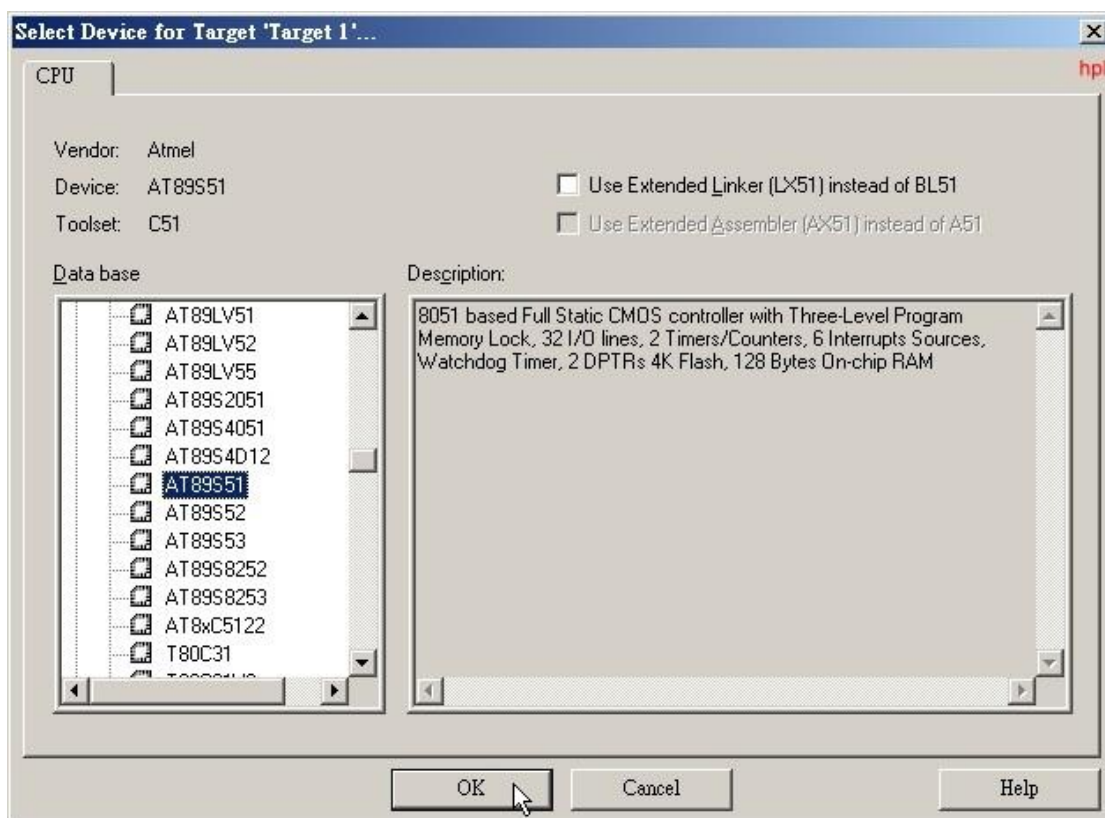 Select Device for Target 'Target 1'...
hpl
CPU
Vendor: Atmel
Device: AT89S51
Toolset: C51
Use Extended Linker (LX51) instead of BL51
Use Extended Assembler (AX51) instead of A51
Data base
AT89LV51
AT89LV52
AT89LV55
AT89S2051
AT89S4051
AT89S4D12
AT89S51
AT89S52
AT89S53
AT89S8252
AT89S8253
AT8xC5122
T80C31
Description:
8051 based Full Static CMOS controller with Three-Level Program
Memory Lock, 32 I/O lines, 2 Timers/Counters, 6 Interrupts Sources,
Watchdog Timer, 2 DPTRs 4K Flash, 128 Bytes On-chip RAM
OK
Cancel
Help